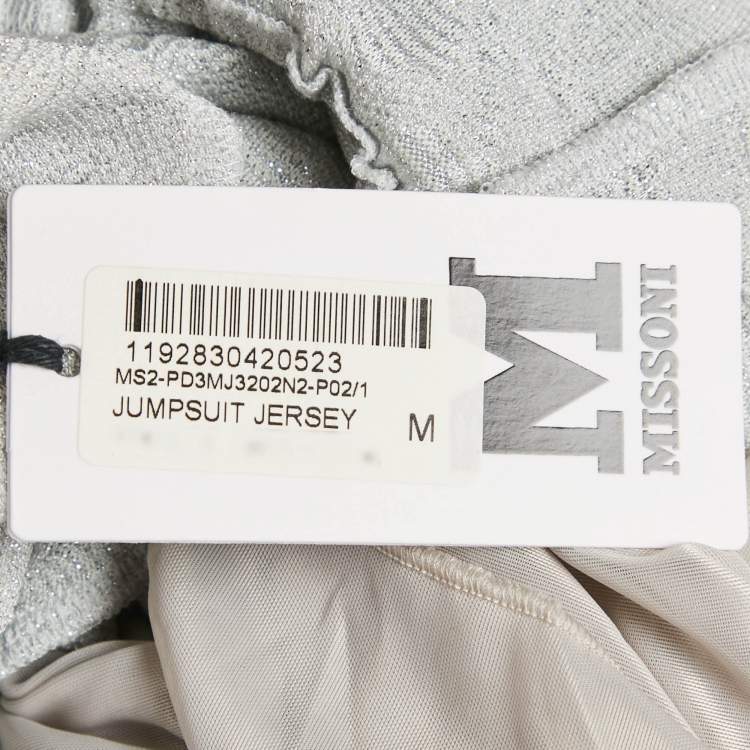 1192830420523
MS2-PD3MJ3202N2-P02/1
JUMPSUIT JERSEY M
M
MISSONI